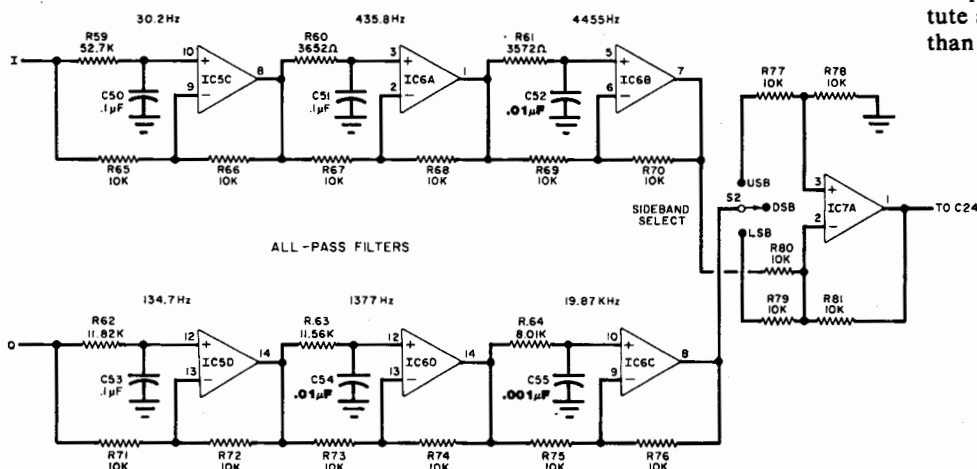 30.2Hz
435.8Hz
4455Hz
tute
than
I
R59
52.7K
10
+
9
−
IC5C
8
C50
.1µF
R60
3652Ω
3
+
2
−
IC6A
1
C51
.1µF
R61
3572Ω
5
+
6
−
IC6B
7
C52
.01µF
R65
10K
R66
10K
R67
10K
R68
10K
R69
10K
R70
10K
R77
10K
R78
10K
USB
S2
DSB
LSB
SIDEBAND
SELECT
3
+
2
−
IC7A
1
TO C24
R80
10K
R79
10K
R81
10K
ALL-PASS FILTERS
134.7Hz
1377Hz
19.87KHz
Q
R62
11.82K
12
+
13
−
IC5D
14
C53
.1µF
R.63
11.56K
12
+
13
−
IC6D
14
C54
.01µF
R.64
8.01K
10
+
9
−
IC6C
8
C55
.001µF
R71
10K
R72
10K
R73
10K
R74
10K
R75
10K
R76
10K